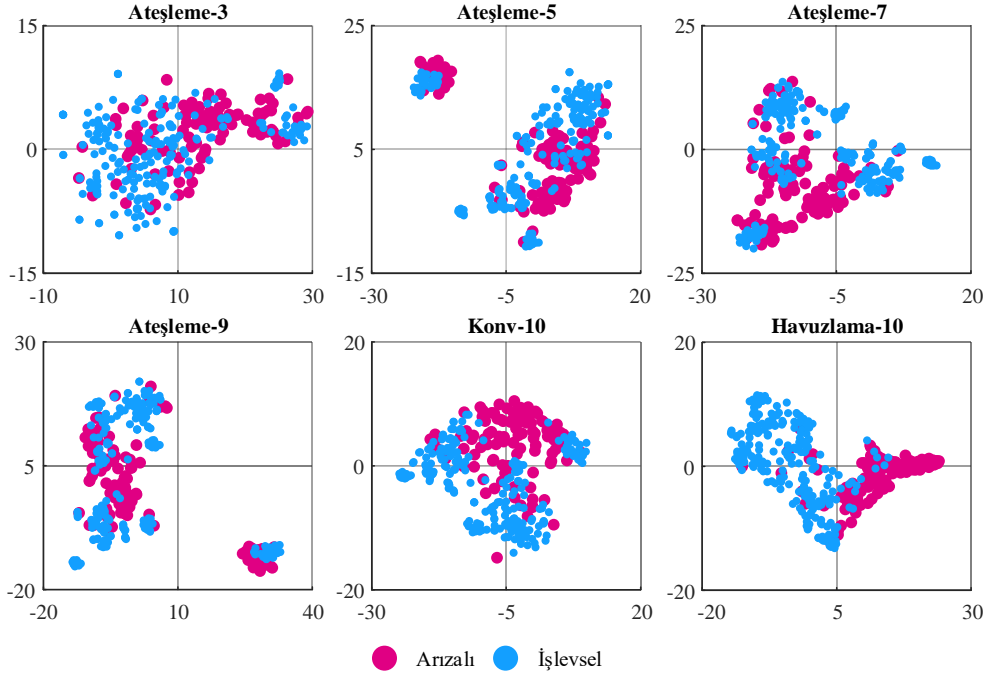 Ateşleme-3 Ateşleme-5 Ateşleme-7
15 25 25
0 5 0
-15 -15 -25
-10 10 30 -30 -5 20 -30 -5 20
Ateşleme-9 Konv-10 Havuzlama-10
30 20 20
5 0 0
-20 -20 -20
-20 10 40 -30 -5 20 -20 5 30
Arızalı İşlevsel